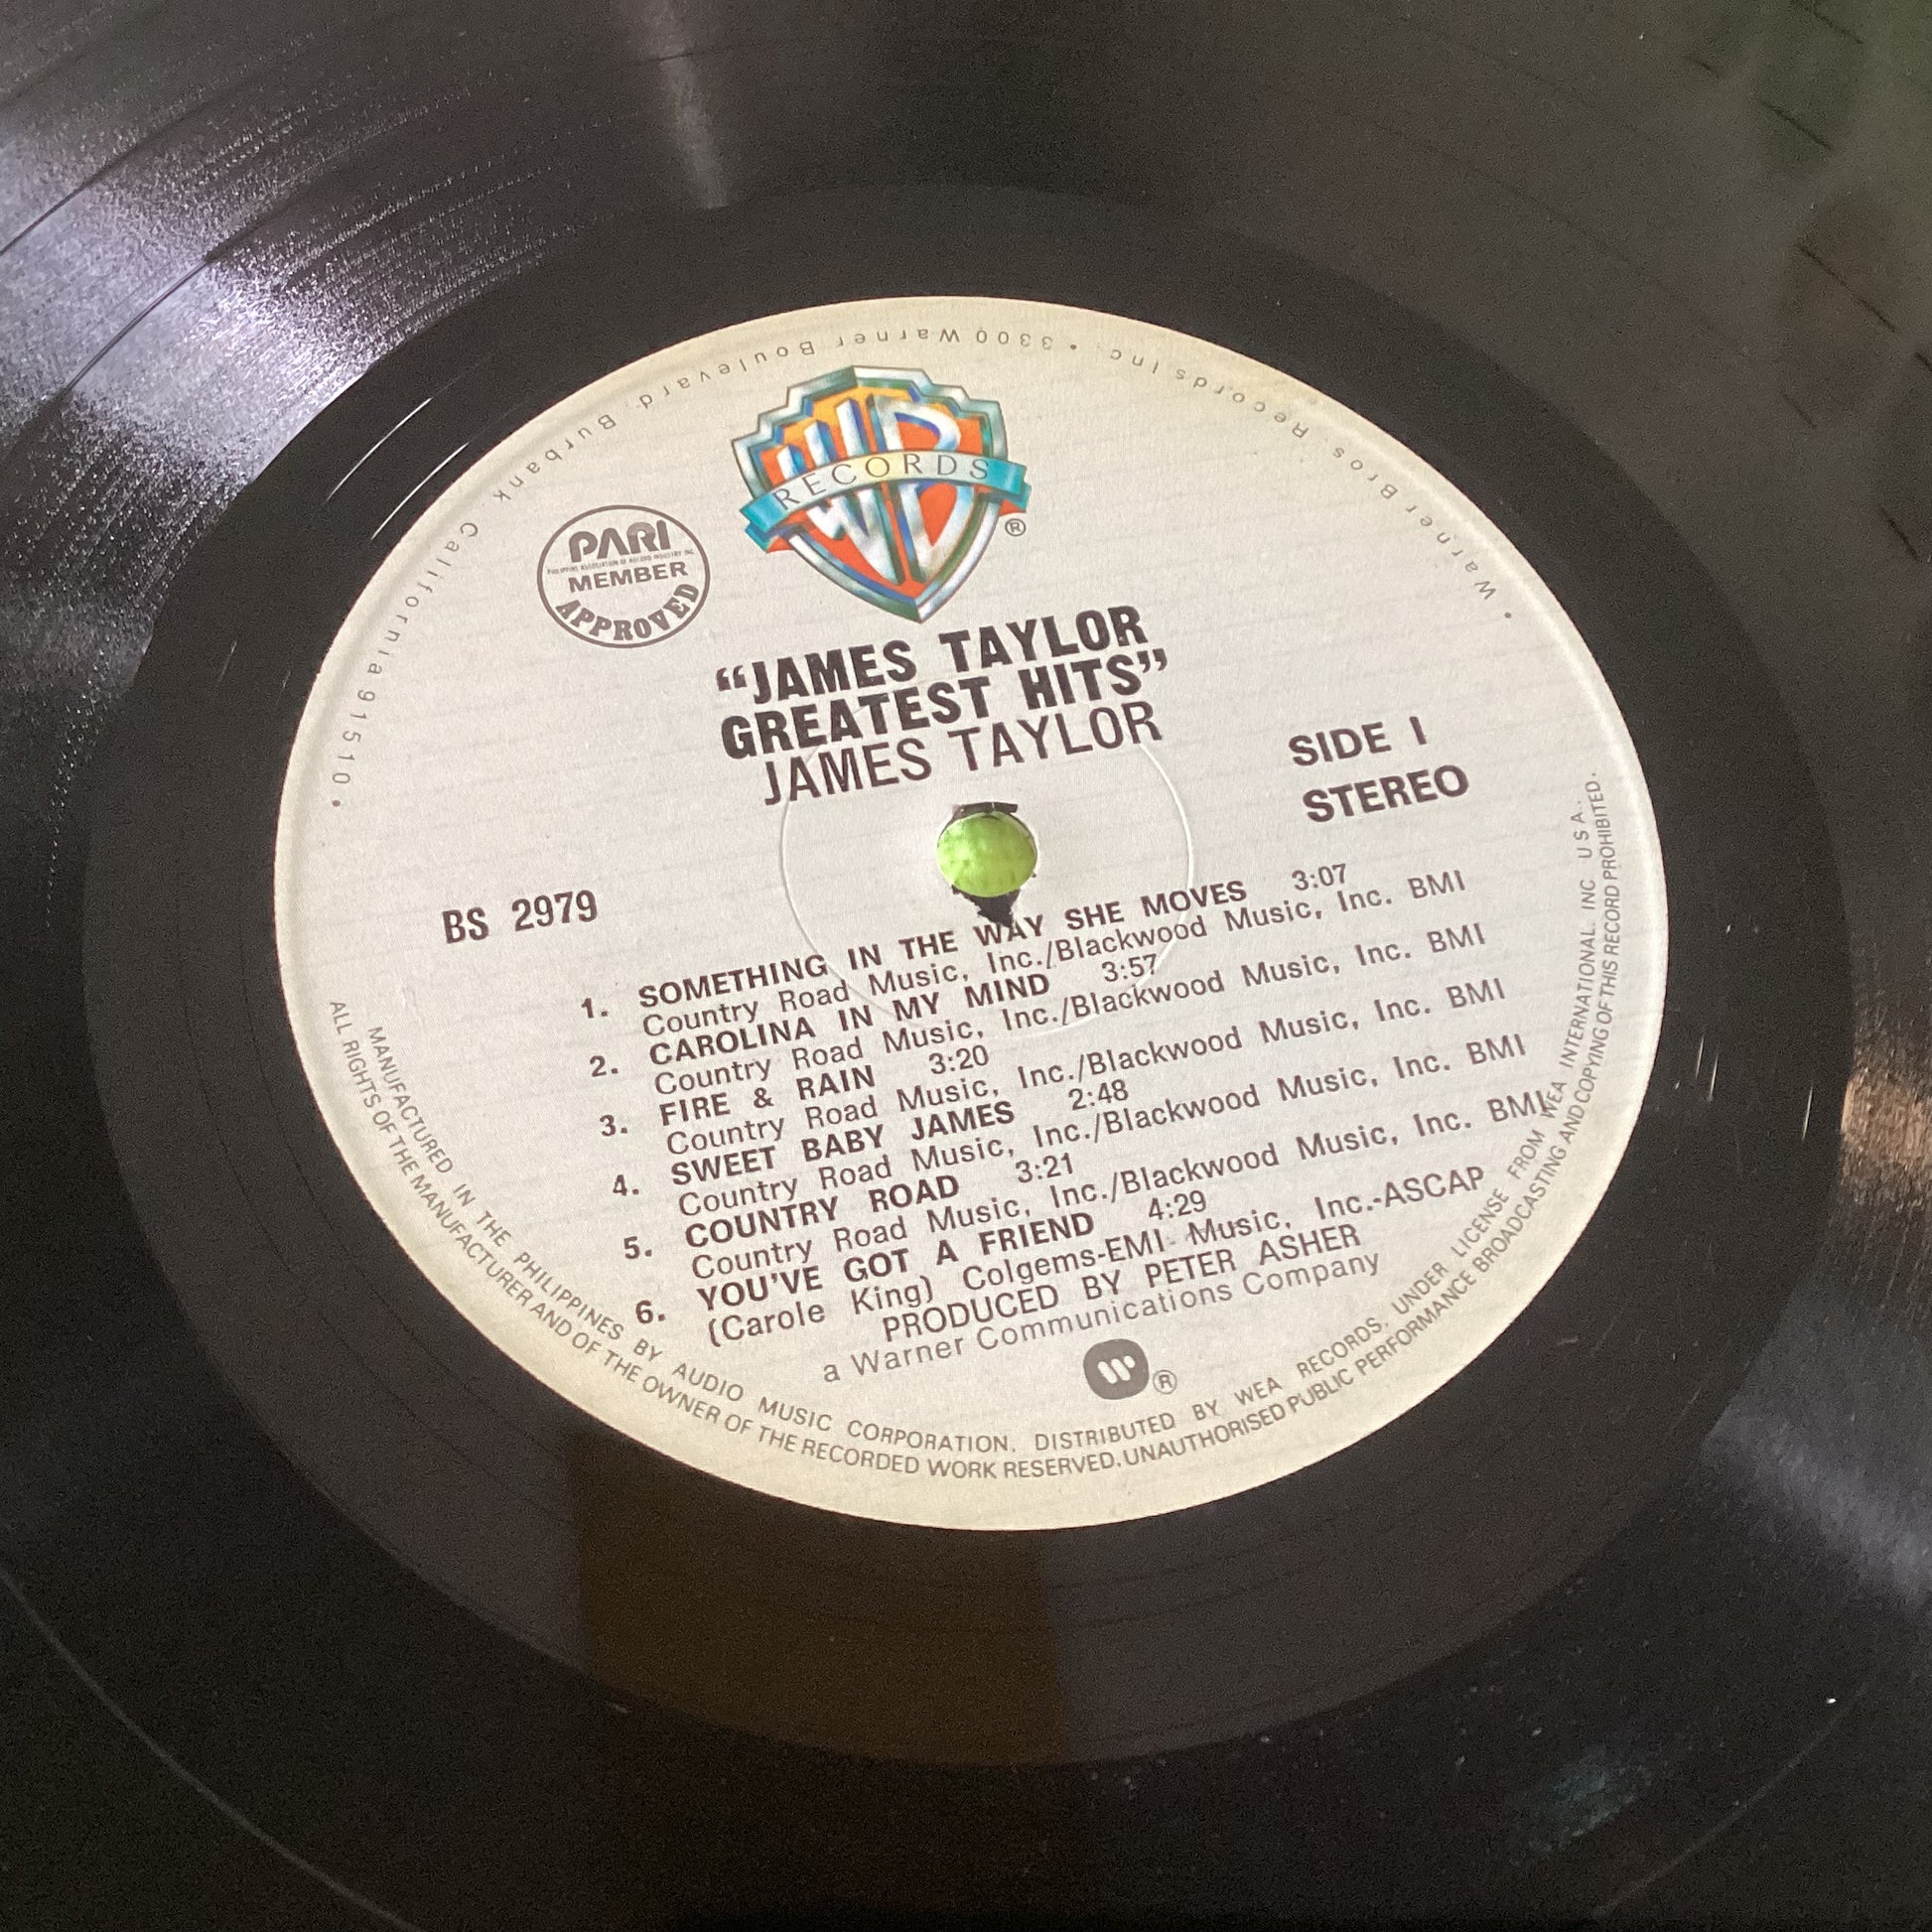 • Warner Bros. Records Inc. • 3300 Warner Boulevard, Burbank, California 91510 •
WB
RECORDS
®
PARI
PHILIPPINE ASSOCIATION OF RECORD INDUSTRY INC
MEMBER
APPROVED
“JAMES TAYLOR
GREATEST HITS”
JAMES TAYLOR
SIDE I
STEREO
BS 2979
1. SOMETHING IN THE WAY SHE MOVES 3:07
Country Road Music, Inc./Blackwood Music, Inc. BMI
2. CAROLINA IN MY MIND 3:57
Country Road Music, Inc./Blackwood Music, Inc. BMI
3. FIRE & RAIN 3:20
Country Road Music, Inc./Blackwood Music, Inc. BMI
4. SWEET BABY JAMES 2:48
Country Road Music, Inc./Blackwood Music, Inc. BMI
5. COUNTRY ROAD 3:21
Country Road Music, Inc./Blackwood Music, Inc. BMI
6. YOU'VE GOT A FRIEND 4:29
(Carole King) Colgems-EMI Music, Inc.-ASCAP
PRODUCED BY PETER ASHER
a Warner Communications Company
®
MANUFACTURED IN THE PHILIPPINES BY AUDIO MUSIC CORPORATION. DISTRIBUTED BY WEA RECORDS. UNDER LICENSE FROM WEA INTERNATIONAL. INC USA.
ALL RIGHTS OF THE MANUFACTURER AND OF THE OWNER OF THE RECORDED WORK RESERVED. UNAUTHORISED PUBLIC PERFORMANCE BROADCASTING AND COPYING OF THIS RECORD PROHIBITED.